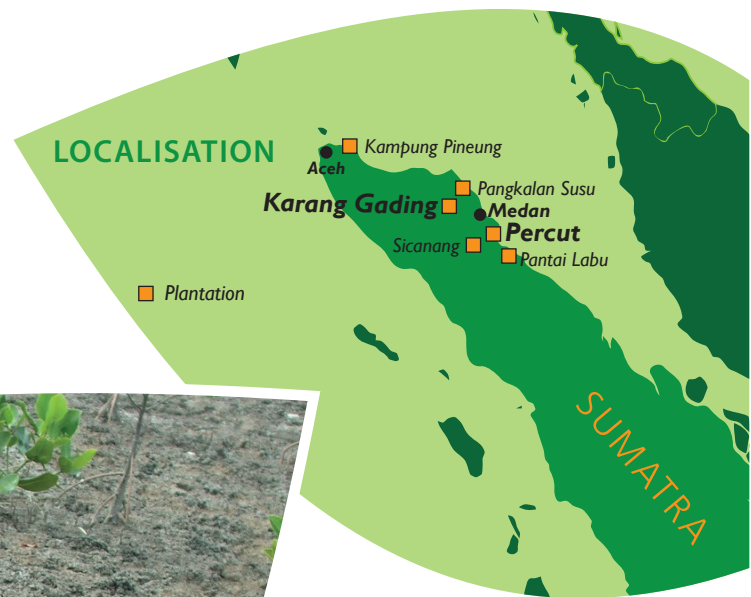 LOCALISATION
Kampung Pineung
Aceh
Pangkalan Susu
Karang Gading
Medan
Percut
Sicanang
Pantai Labu
Plantation
SUMATRA